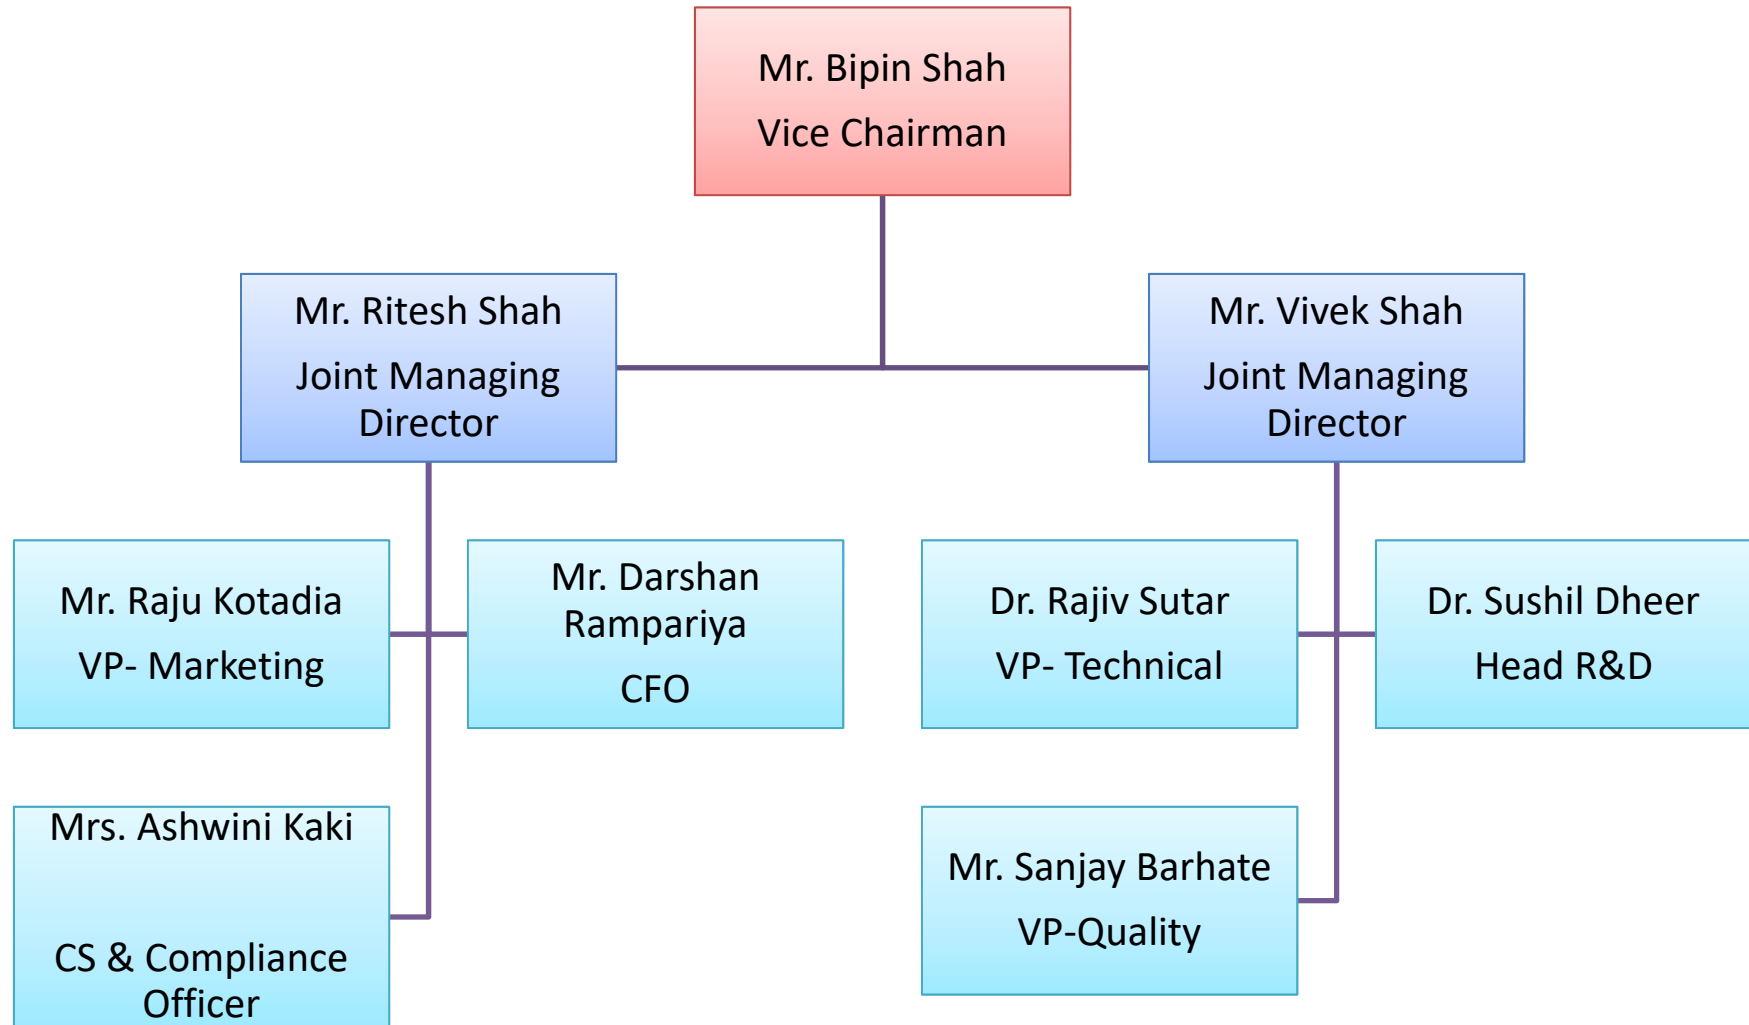 Mr. Bipin Shah
Vice Chairman
Mr. Ritesh Shah
Joint Managing
Director
Mr. Vivek Shah
Joint Managing
Director
Mr. Raju Kotadia
VP- Marketing
Mr. Darshan
Rampariya
CFO
Dr. Rajiv Sutar
VP- Technical
Dr. Sushil Dheer
Head R&D
Mrs. Ashwini Kaki
CS & Compliance
Officer
Mr. Sanjay Barhate
VP-Quality